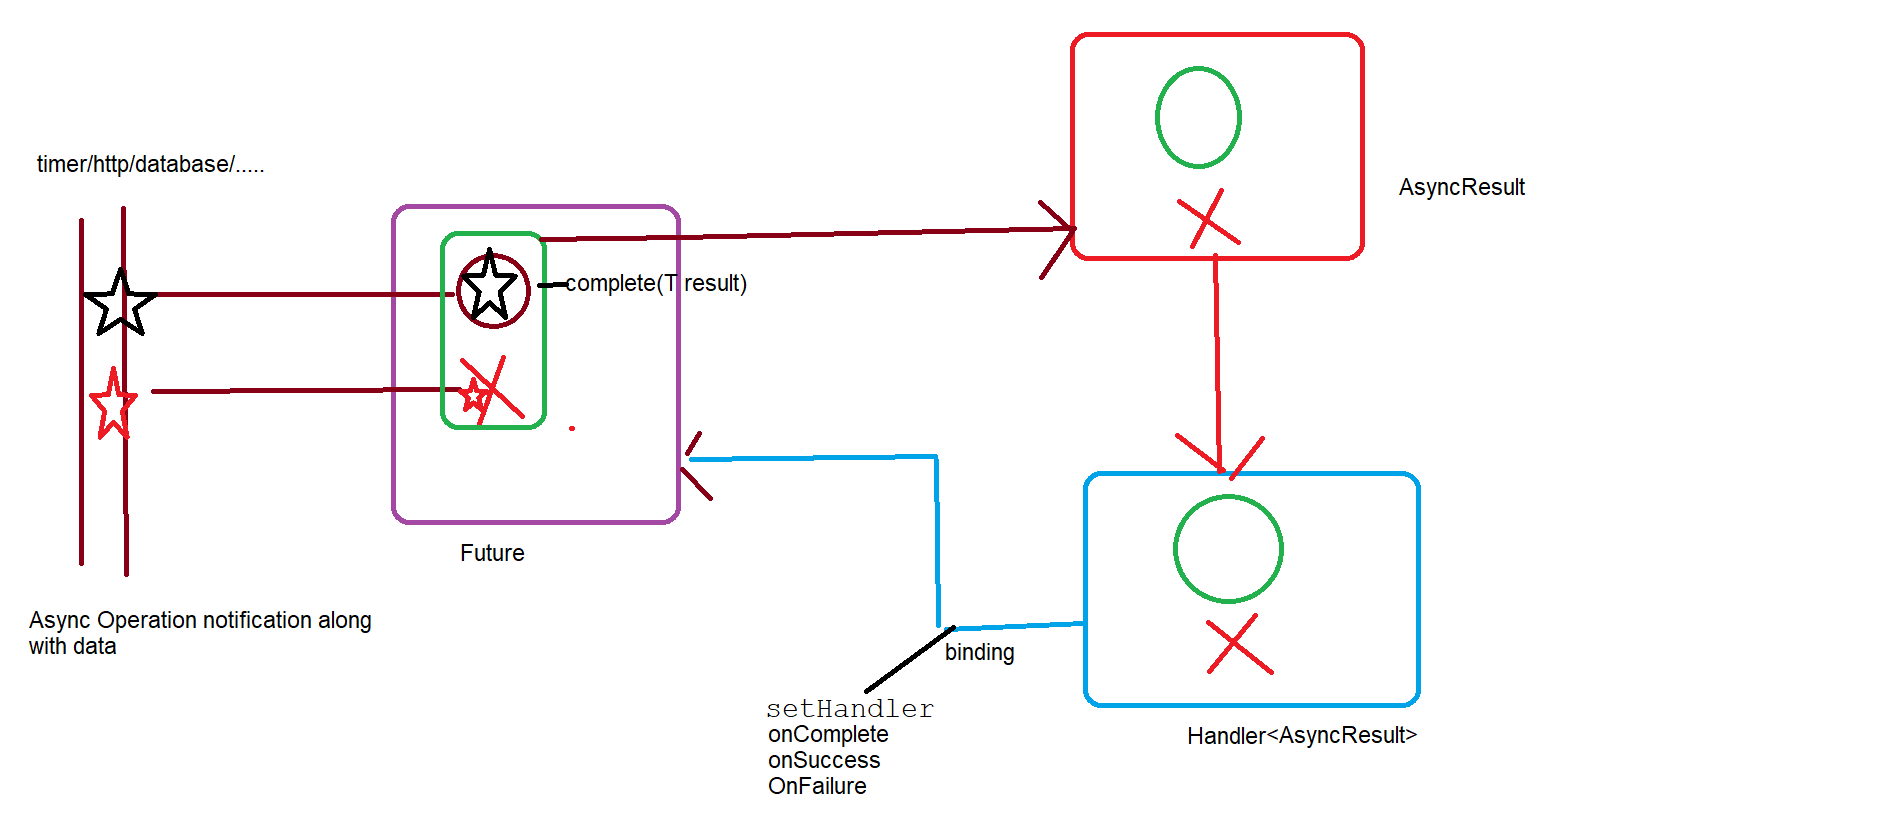 timer/http/database/.....
AsyncResult
complete(T result)
Future
Async Operation notification along
with data
binding
setHandler
onComplete
onSuccess
OnFailure
Handler<AsyncResult>